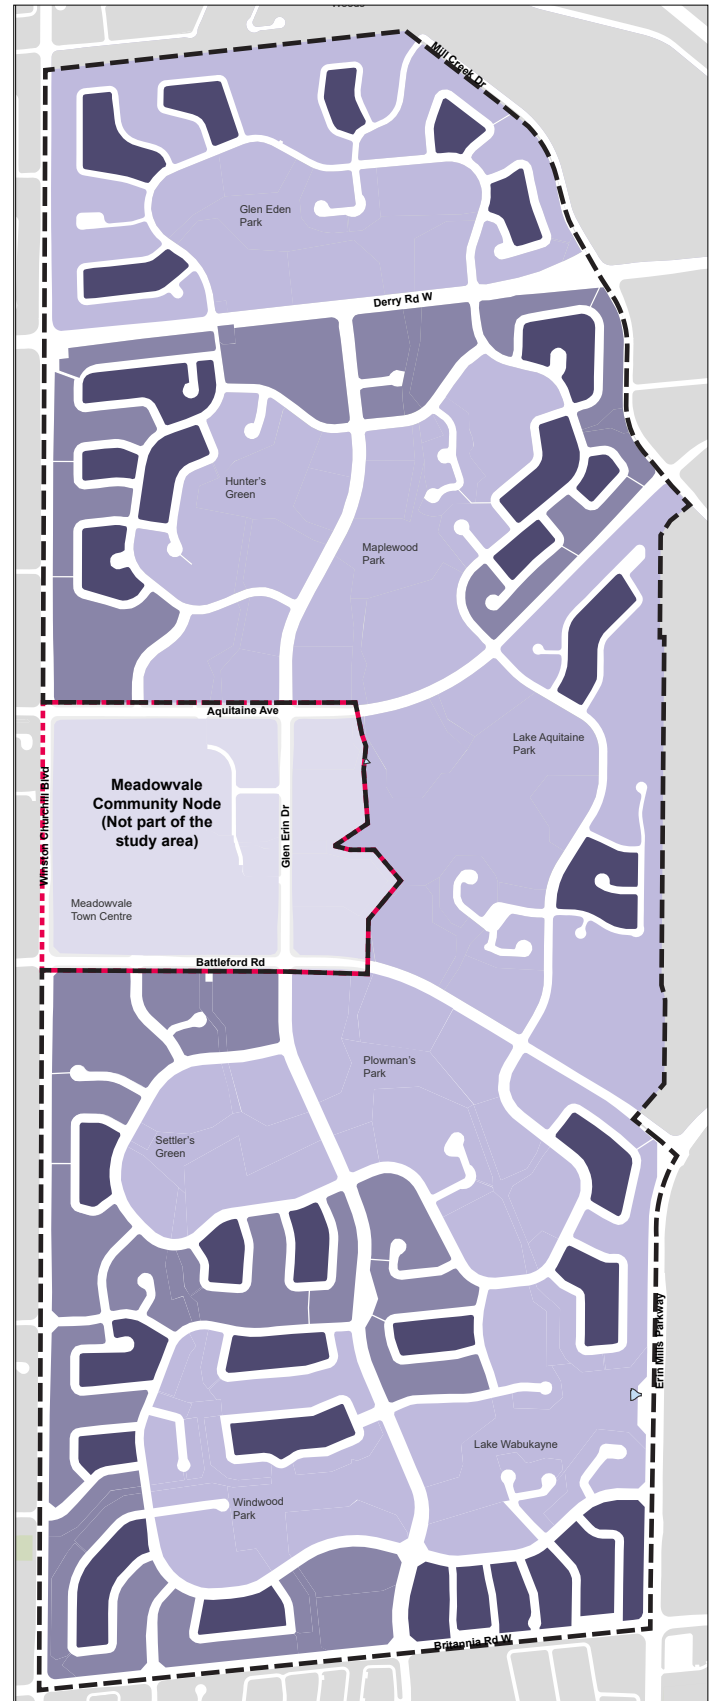 Mill Creek Dr
Glen Eden
Park
Derry Rd W
Hunter's
Green
Maplewood
Park
Aquitaine Ave
Lake Aquitaine
Park
Winston Churchill Blvd
Meadowvale
Community Node
(Not part of the
study area)
Glen Erin Dr
Meadowvale
Town Centre
Battleford Rd
Plowman's
Park
Settler's
Green
Erin Mills Parkway
Lake Wabukayne
Windwood
Park
Britannia Rd W